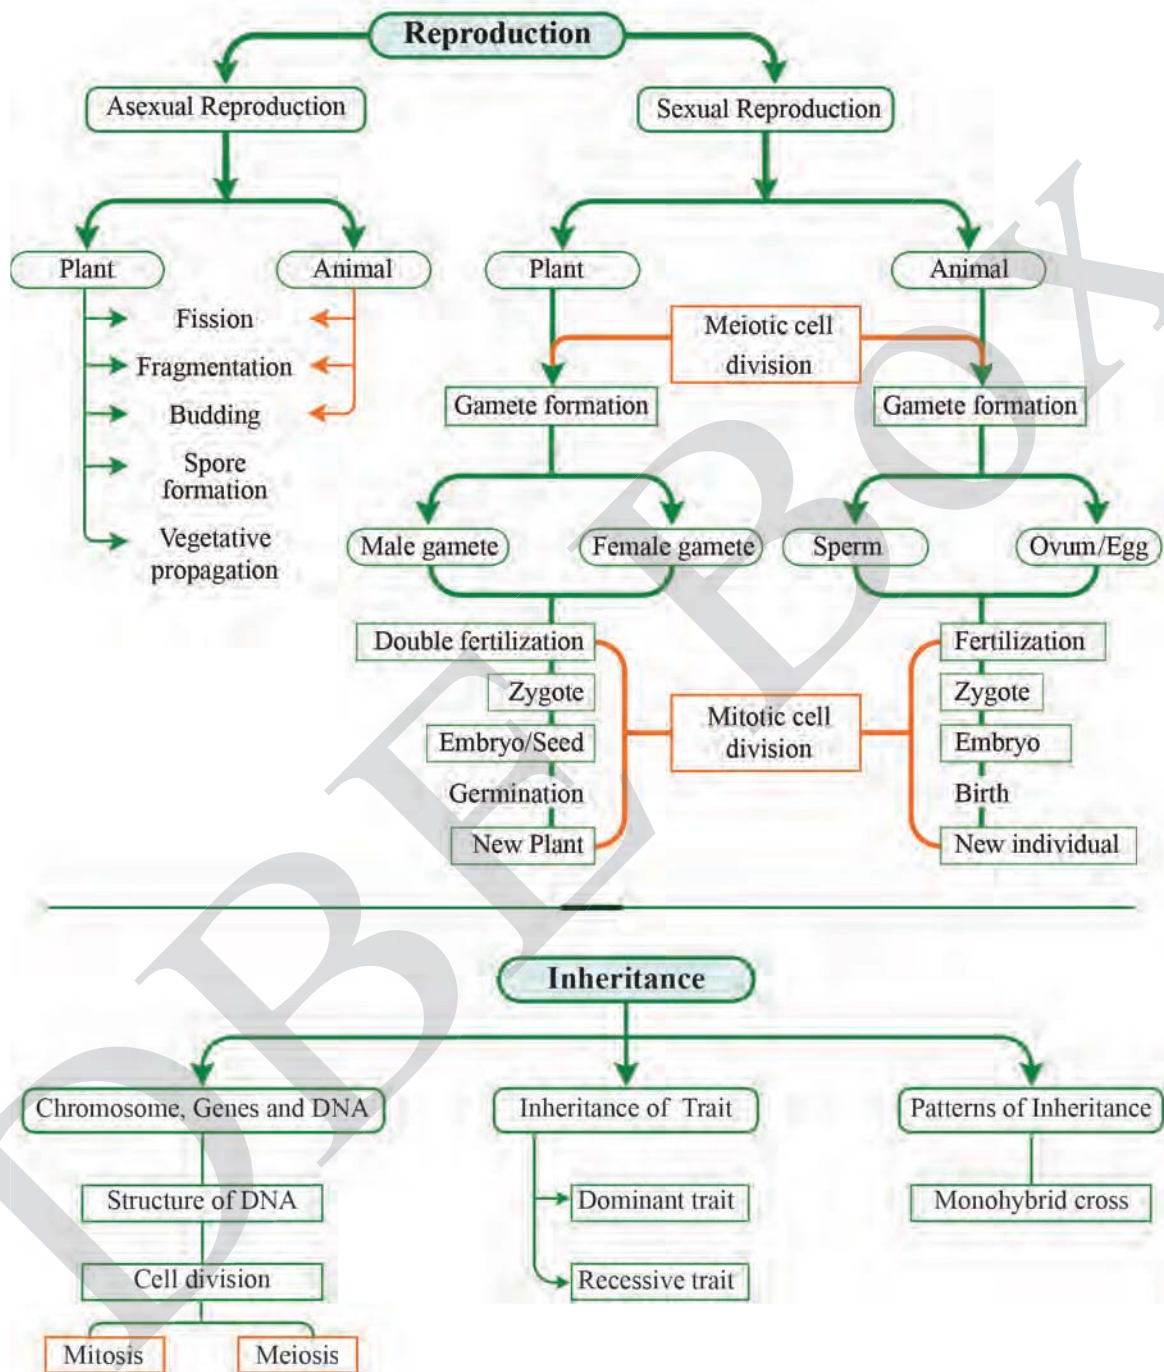 Reproduction
Asexual Reproduction
Sexual Reproduction
Plant
Animal
Plant
Animal
Fission
Fragmentation
Budding
Spore
formation
Vegetative
propagation
Meiotic cell
division
Gamete formation
Gamete formation
Male gamete
Female gamete
Sperm
Ovum/Egg
Double fertilization
Zygote
Embryo/Seed
Germination
New Plant
Mitotic cell
division
Fertilization
Zygote
Embryo
Birth
New individual
Inheritance
Chromosome, Genes and DNA
Inheritance of Trait
Patterns of Inheritance
Structure of DNA
Dominant trait
Monohybrid cross
Cell division
Recessive trait
Mitosis
Meiosis
DBE Box